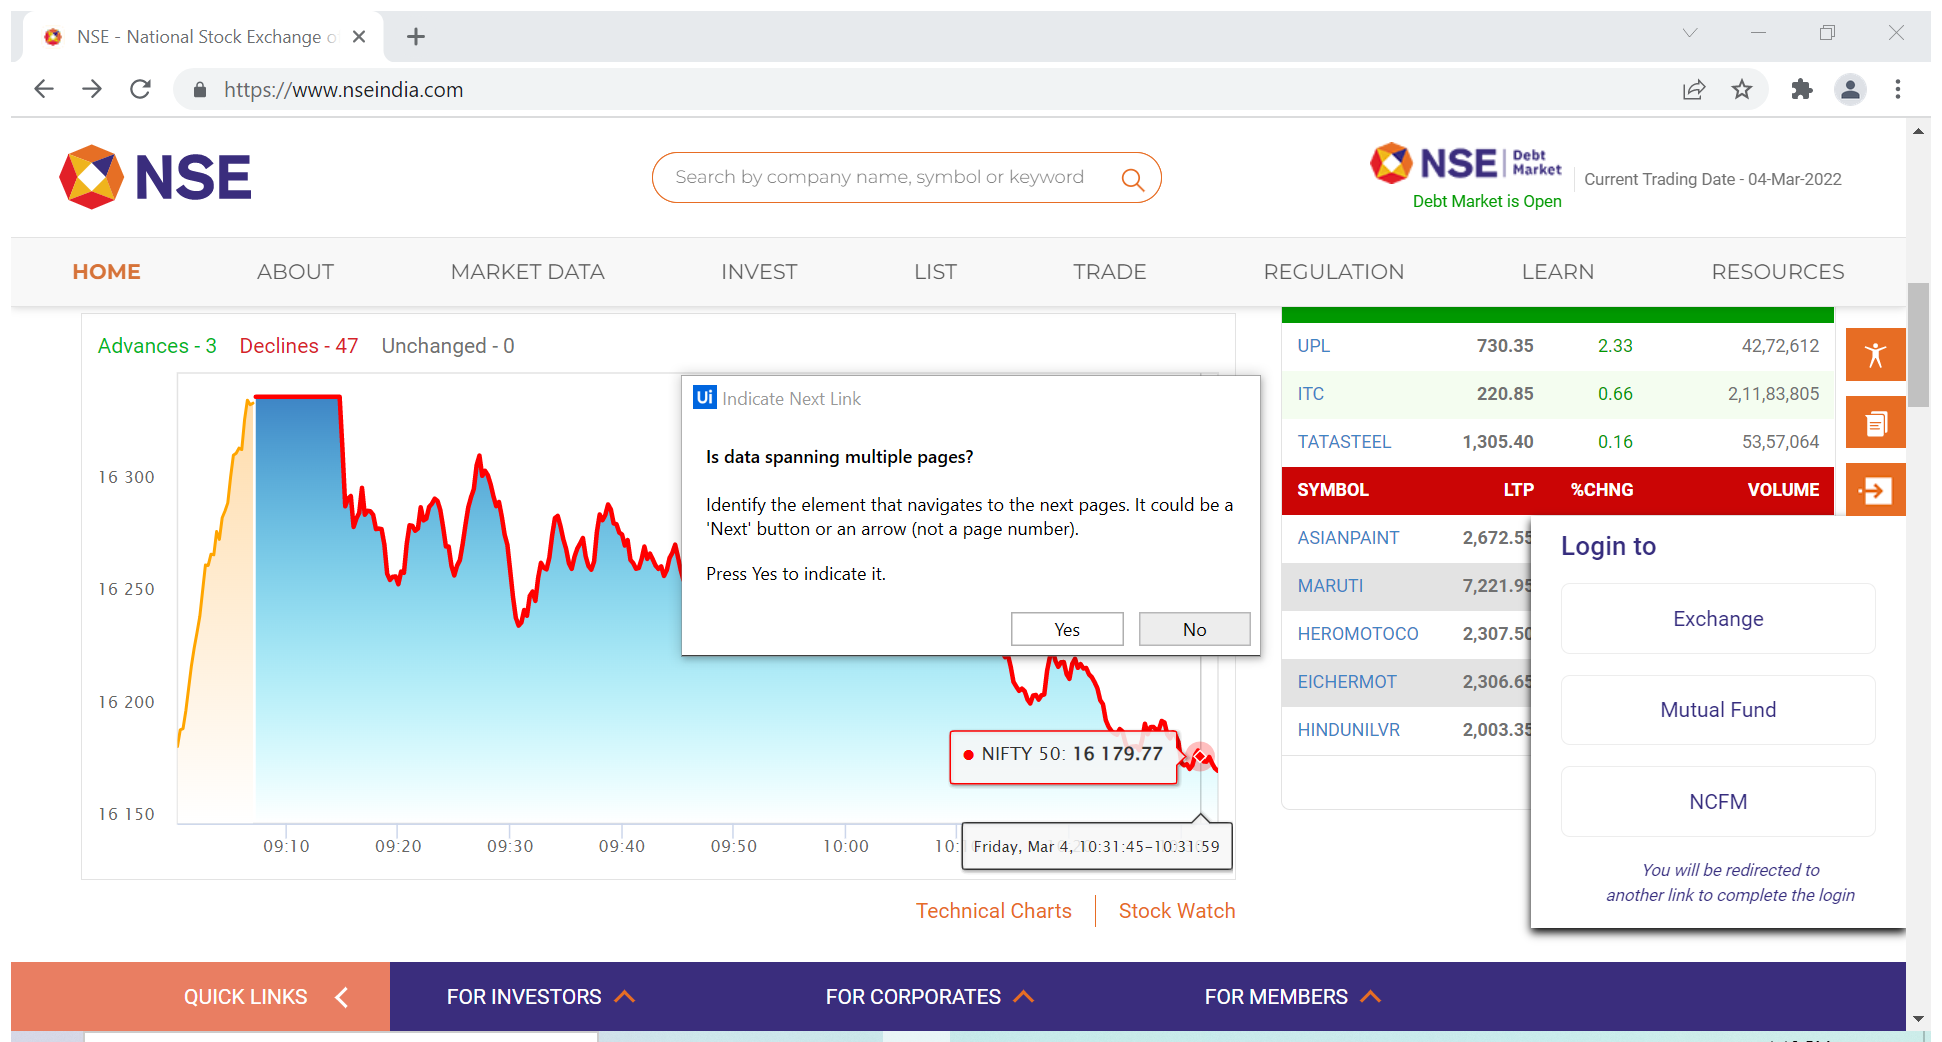 NSE - National Stock Exchange o
https://www.nseindia.com
NSE
Search by company name, symbol or keyword
NSE Debt Market
Debt Market is Open
Current Trading Date - 04-Mar-2022
HOME ABOUT MARKET DATA INVEST LIST TRADE REGULATION LEARN RESOURCES
Advances - 3 Declines - 47 Unchanged - 0
16 300
16 250
16 200
16 150
09:10 09:20 09:30 09:40 09:50 10:00 10:
NIFTY 50: 16 179.77
Friday, Mar 4, 10:31:45-10:31:59
Technical Charts Stock Watch
Ui Indicate Next Link
Is data spanning multiple pages?
Identify the element that navigates to the next pages. It could be a
'Next' button or an arrow (not a page number).
Press Yes to indicate it.
Yes No
UPL 730.35 2.33 42,72,612
ITC 220.85 0.66 2,11,83,805
TATASTEEL 1,305.40 0.16 53,57,064
SYMBOL LTP %CHNG VOLUME
ASIANPAINT 2,672.55
MARUTI 7,221.95
HEROMOTOCO 2,307.50
EICHERMOT 2,306.65
HINDUNILVR 2,003.35
Login to
Exchange
Mutual Fund
NCFM
You will be redirected to
another link to complete the login
QUICK LINKS FOR INVESTORS FOR CORPORATES FOR MEMBERS